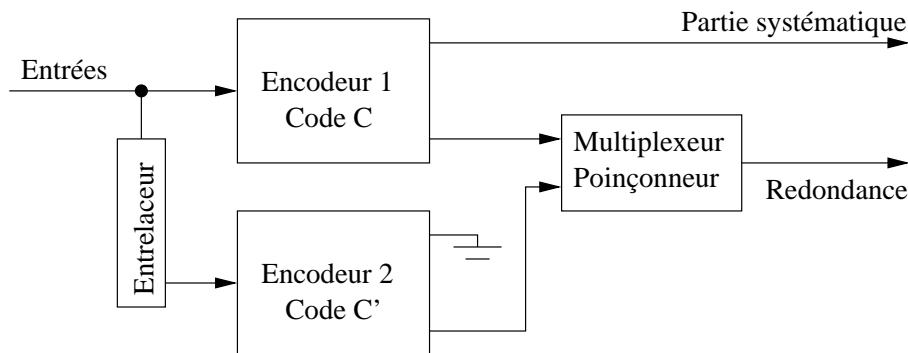 Partie systématique
Entrées
Encodeur 1
Code C
Multiplexeur
Poinçonneur
Redondance
Entrelaceur
Encodeur 2
Code C'